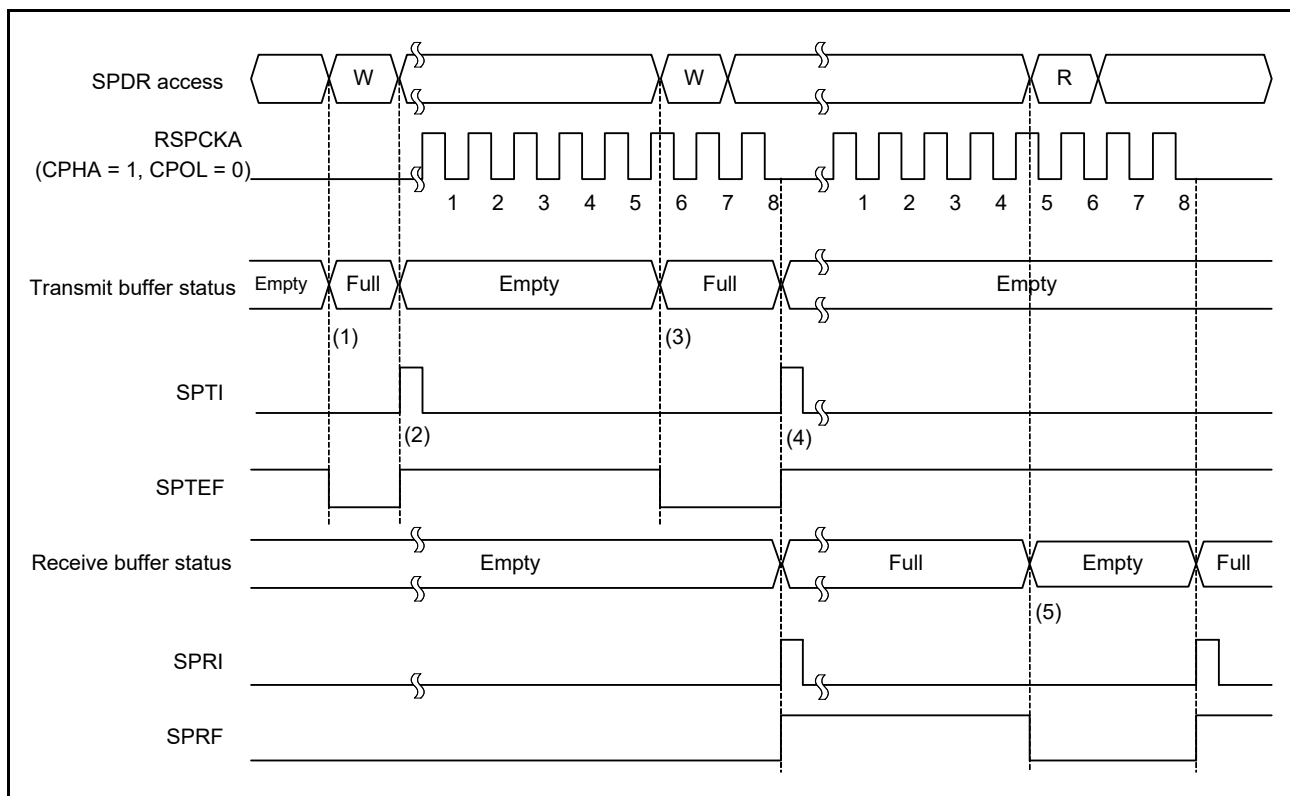 SPDR access W W R
RSPCKA
(CPHA = 1, CPOL = 0)
1 2 3 4 5 6 7 8 1 2 3 4 5 6 7 8
Transmit buffer status Empty Full Empty Full Empty
(1) (3)
SPTI
(2) (4)
SPTEF
Receive buffer status Empty Full Empty Full
(5)
SPRI
SPRF